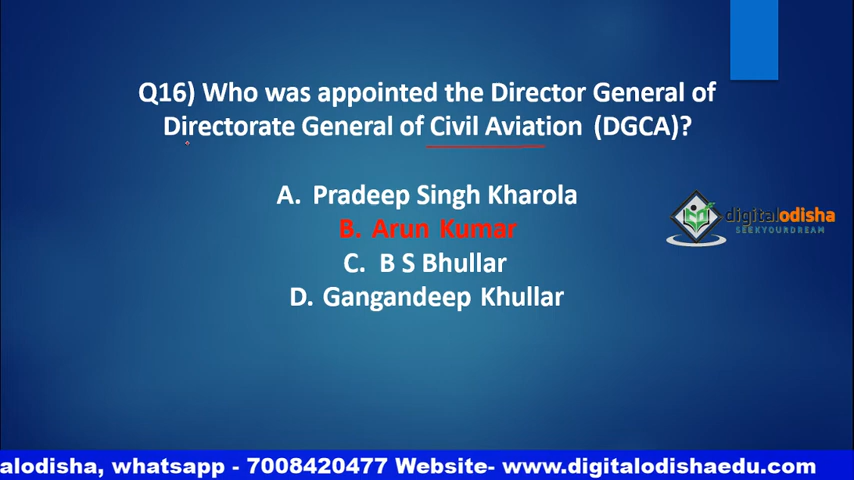 Q16) Who was appointed the Director General of
Directorate General of Civil Aviation (DGCA)?
A. Pradeep Singh Kharola
B. Arun Kumar
C. B S Bhullar
D. Gangandeep Khullar
digitalodisha
SEEKYOURDREAM
alodisha, whatsapp - 7008420477 Website- www.digitalodishaedu.com